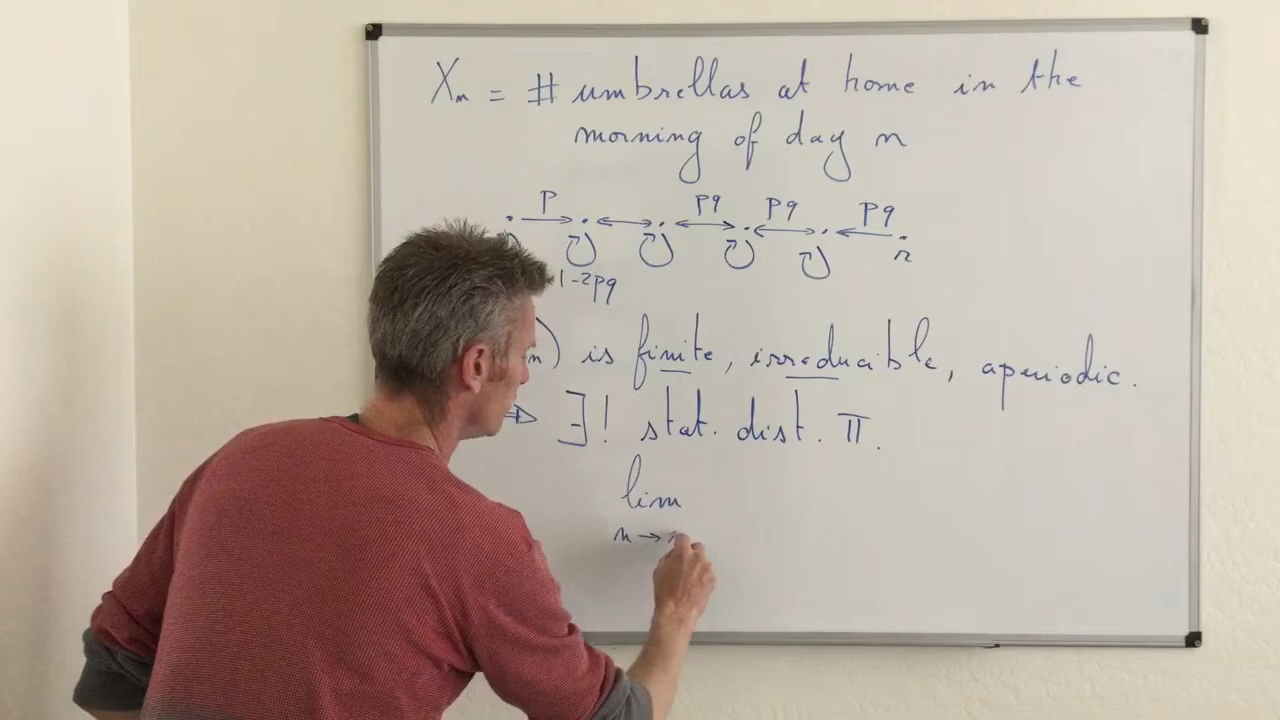 Xₙ = # umbrellas at home in the
morning of day n
p pq pq pq
r
1-2pq
n) is finite, irreducible, aperiodic.
⇒ ∃! stat. dist. π.
lim
n →